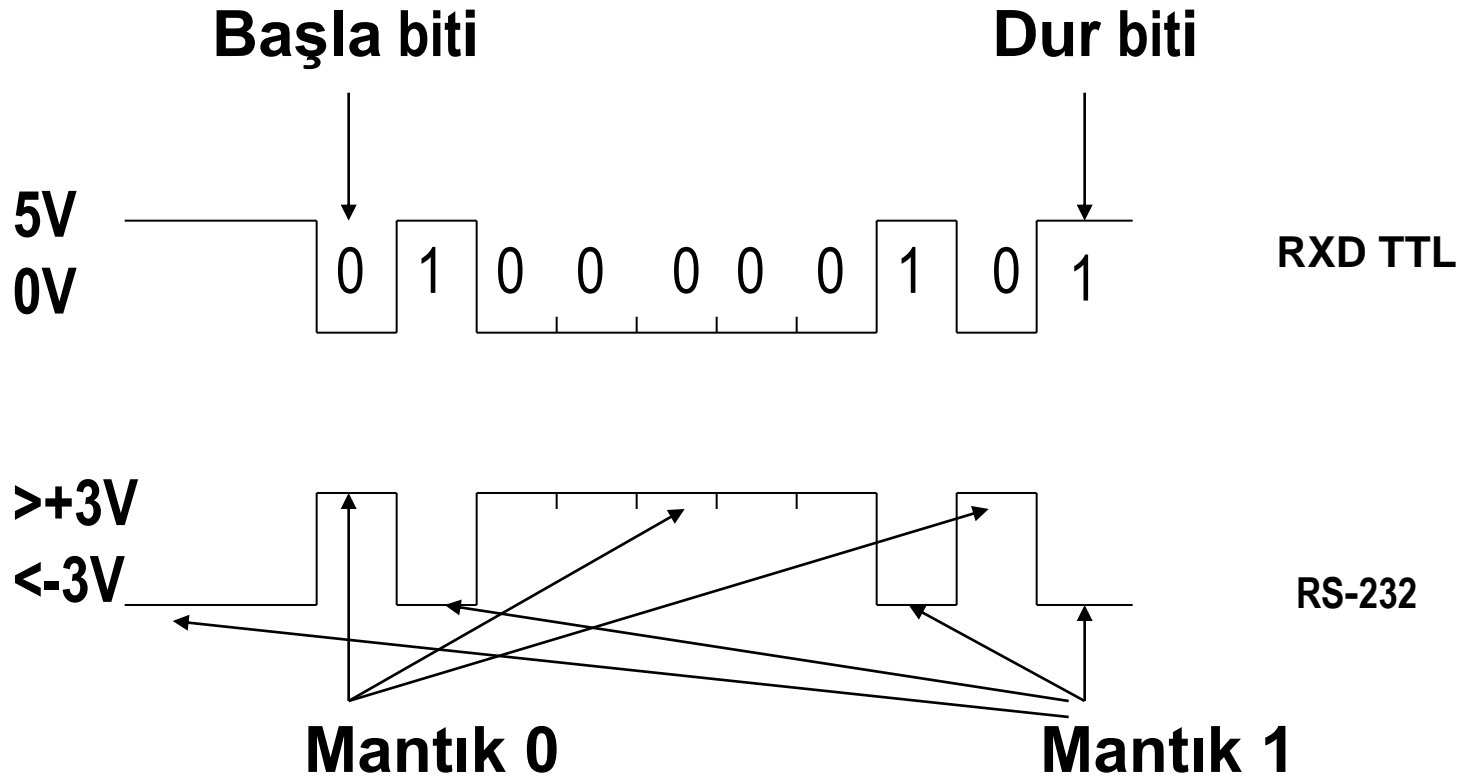 Başla biti Dur biti
5V
0V
0 1 0 0 0 0 0 1 0 1
RXD TTL
>+3V
<-3V
RS-232
Mantık 0 Mantık 1